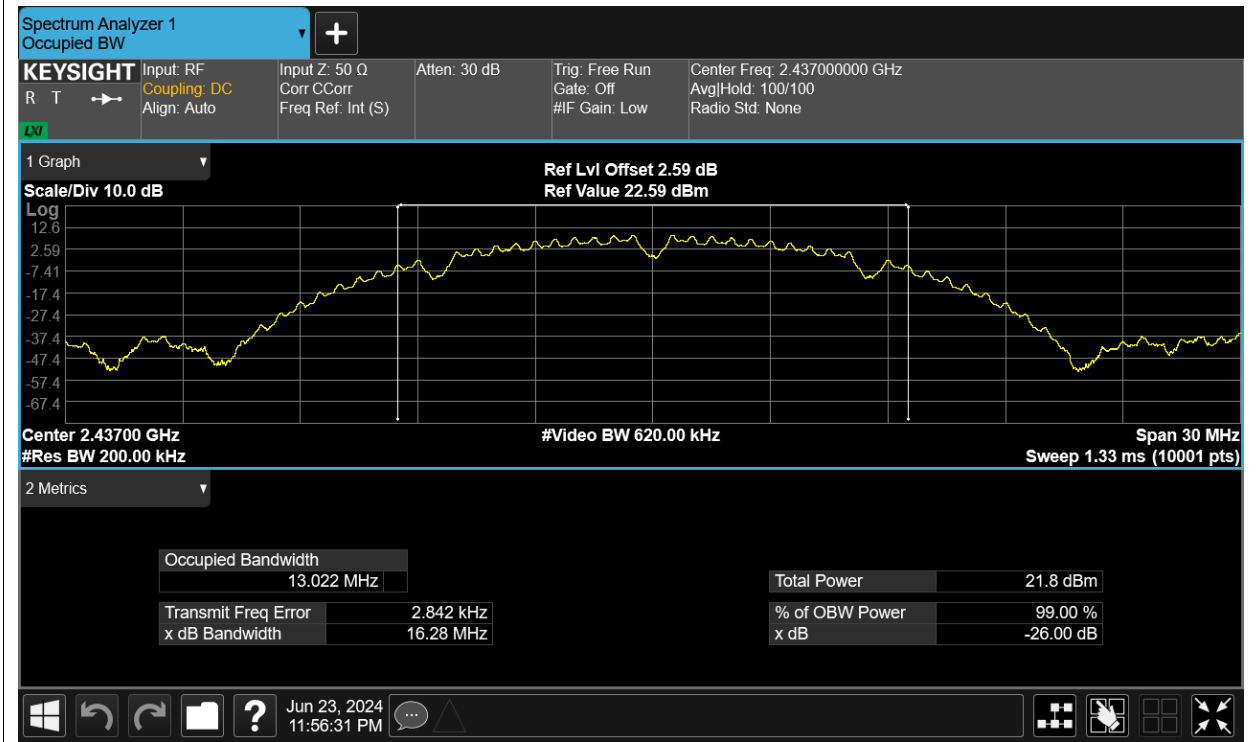 Spectrum Analyzer 1
Occupied BW
KEYSIGHT
R T
LXI
Input: RF
Coupling: DC
Align: Auto
Input Z: 50 Ω
Corr CCorr
Freq Ref: Int (S)
Atten: 30 dB
Trig: Free Run
Gate: Off
#IF Gain: Low
Center Freq: 2.437000000 GHz
Avg|Hold: 100/100
Radio Std: None
1 Graph
Scale/Div 10.0 dB
Ref Lvl Offset 2.59 dB
Ref Value 22.59 dBm
Log
12.6
2.59
-7.41
-17.4
-27.4
-37.4
-47.4
-57.4
-67.4
Center 2.43700 GHz
#Video BW 620.00 kHz
Span 30 MHz
#Res BW 200.00 kHz
Sweep 1.33 ms (10001 pts)
2 Metrics
Occupied Bandwidth
13.022 MHz
Total Power 21.8 dBm
Transmit Freq Error 2.842 kHz
% of OBW Power 99.00 %
x dB Bandwidth 16.28 MHz
x dB -26.00 dB
?
Jun 23, 2024
11:56:31 PM